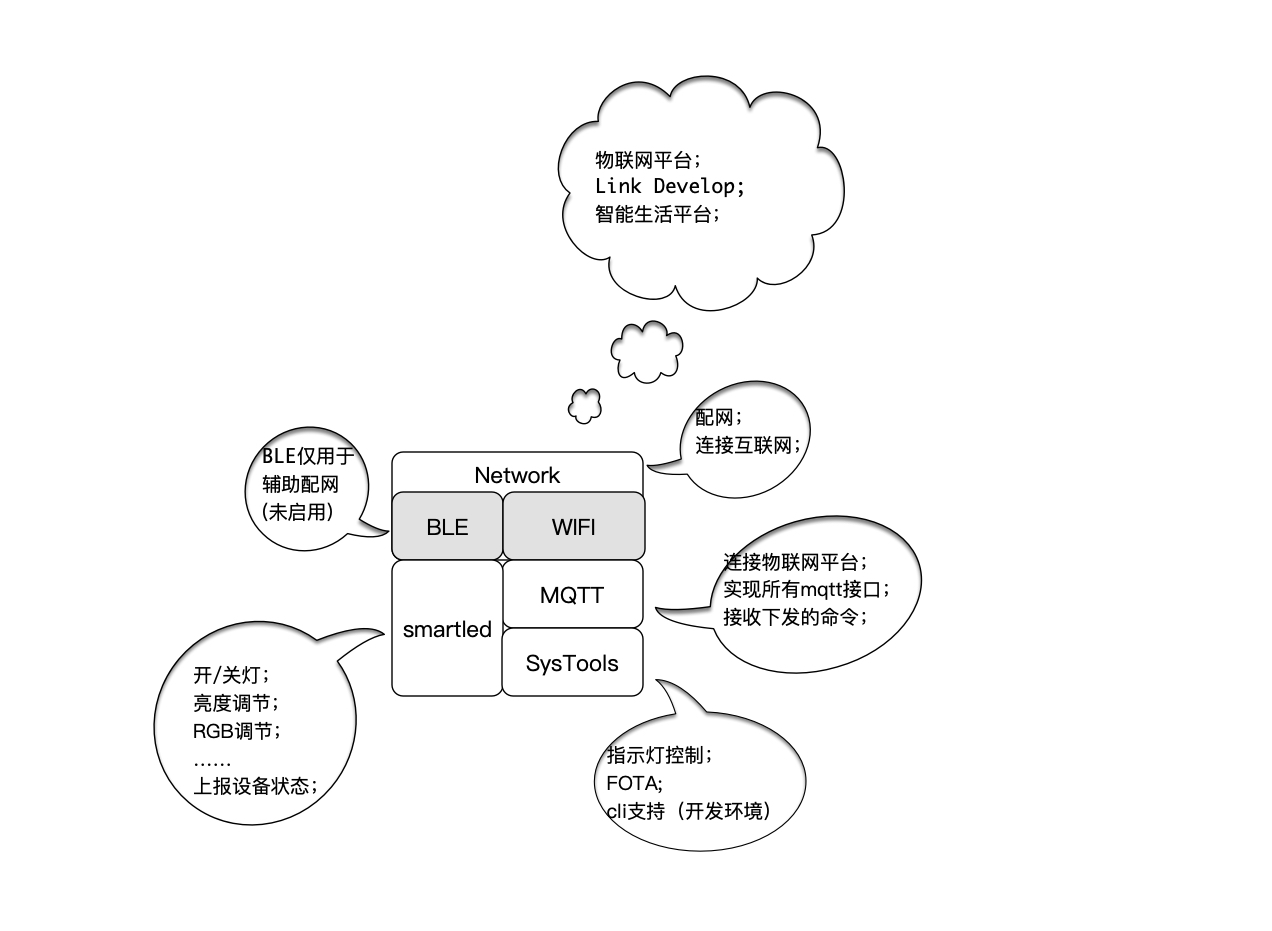 物联网平台；
Link Develop;
智能生活平台；
配网；
连接互联网；
BLE仅用于
辅助配网
(未启用)
Network
BLE
WIFI
连接物联网平台；
实现所有mqtt接口；
接收下发的命令；
MQTT
smartled
SysTools
开/关灯；
亮度调节；
RGB调节；
……
上报设备状态；
指示灯控制；
FOTA;
cli支持（开发环境）